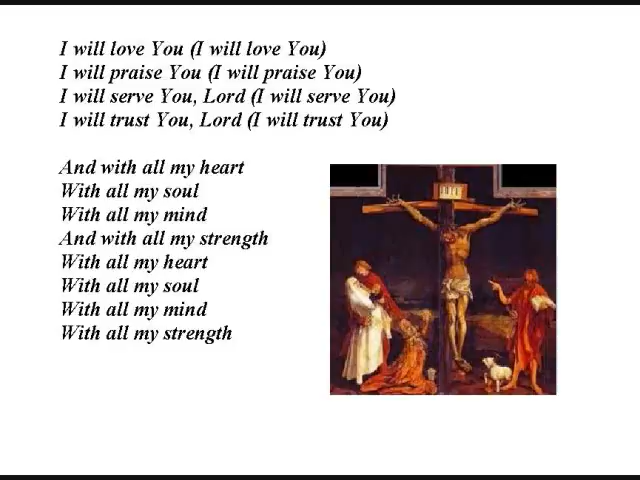 I will love You (I will love You)
I will praise You (I will praise You)
I will serve You, Lord (I will serve You)
I will trust You, Lord (I will trust You)
And with all my heart
With all my soul
With all my mind
And with all my strength
With all my heart
With all my soul
With all my mind
With all my strength